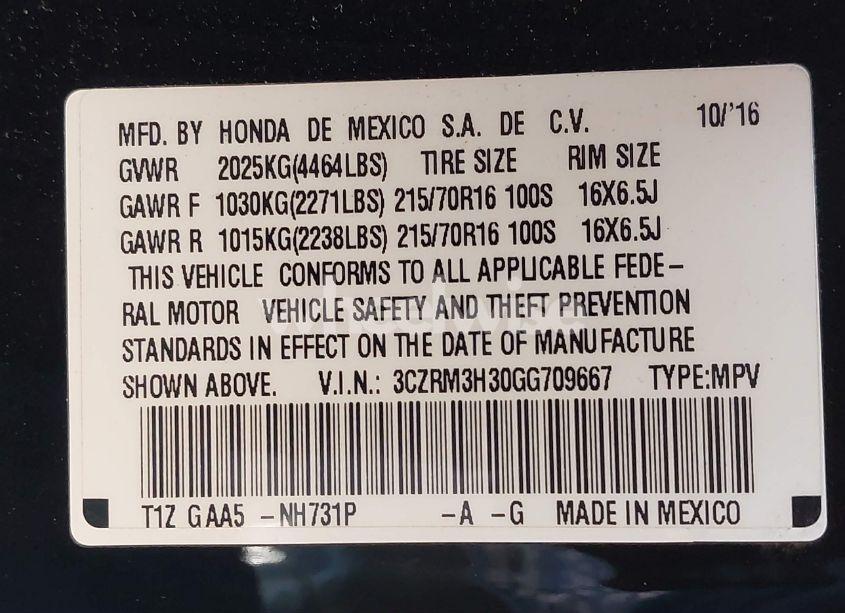 MFD. BY HONDA DE MEXICO S.A. DE C.V. 10/'16
GVWR 2025KG(4464LBS) TIRE SIZE RIM SIZE
GAWR F 1030KG(2271LBS) 215/70R16 100S 16X6.5J
GAWR R 1015KG(2238LBS) 215/70R16 100S 16X6.5J
THIS VEHICLE CONFORMS TO ALL APPLICABLE FEDE-
RAL MOTOR VEHICLE SAFETY AND THEFT PREVENTION
STANDARDS IN EFFECT ON THE DATE OF MANUFACTURE
SHOWN ABOVE. V.I.N.: 3CZRM3H30GG709667 TYPE:MPV
T1Z GAA5 -NH731P -A -G MADE IN MEXICO